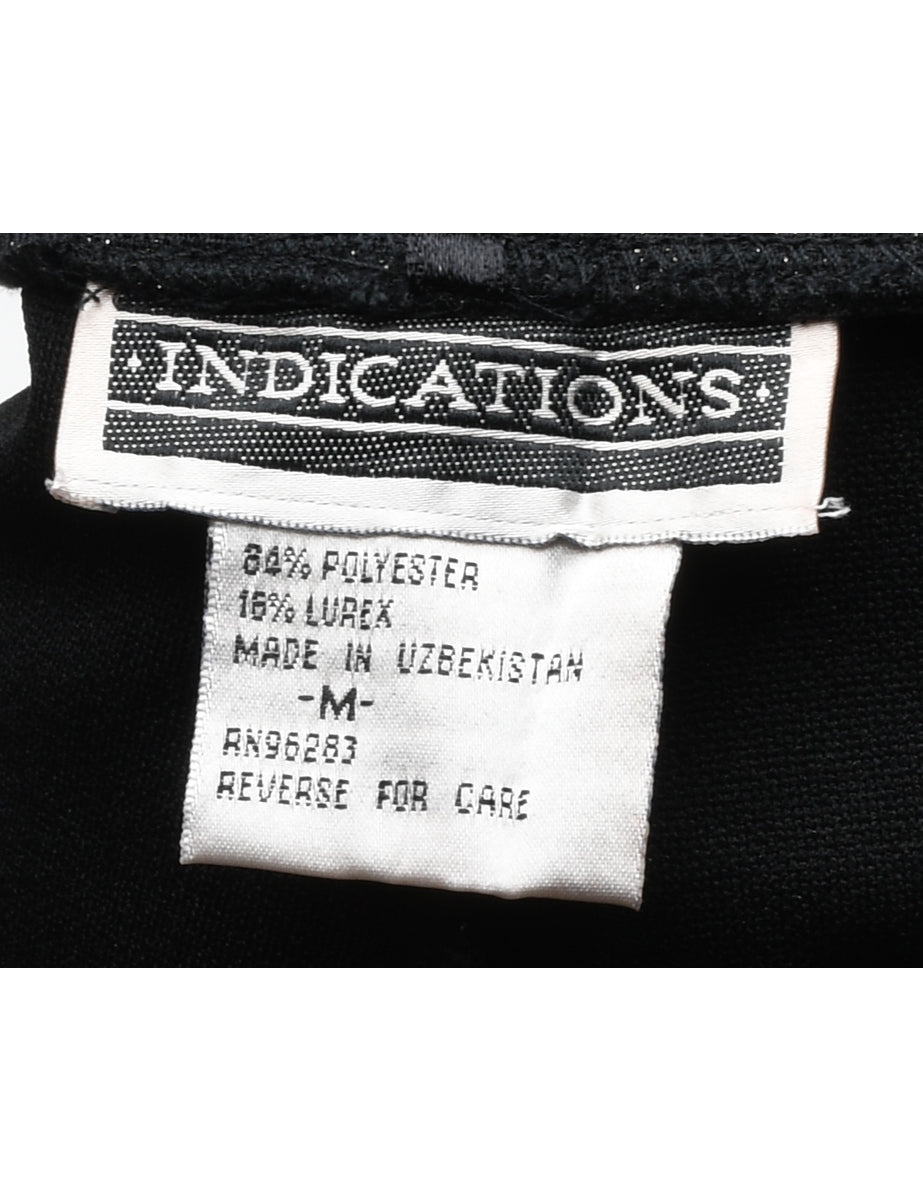 ·INDICATIONS·
84% POLYESTER
16% LUREX
MADE IN UZBEKISTAN
-M-
RN96283
REVERSE FOR CARE